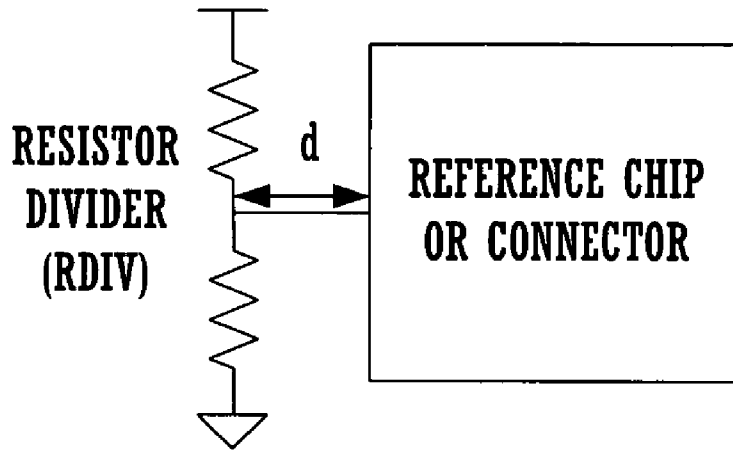 RESISTOR
DIVIDER
(RDIV)
d
REFERENCE CHIP
OR CONNECTOR